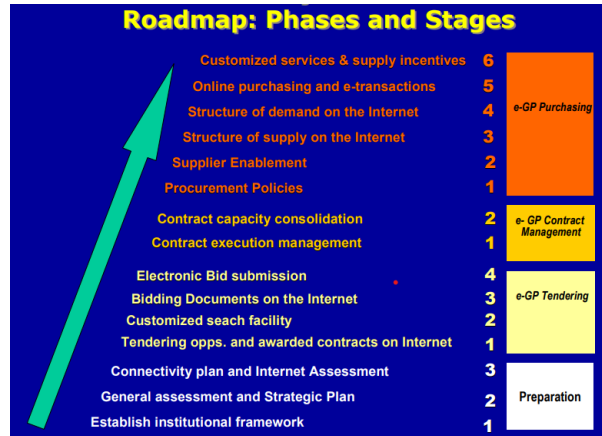 Roadmap: Phases and Stages
Customized services & supply incentives 6
Online purchasing and e-transactions 5
Structure of demand on the Internet 4
e-GP Purchasing
Structure of supply on the Internet 3
Supplier Enablement 2
Procurement Policies 1
Contract capacity consolidation 2
e- GP Contract
Management
Contract execution management 1
Electronic Bid submission 4
Bidding Documents on the Internet 3
e-GP Tendering
Customized seach facility 2
Tendering opps. and awarded contracts on Internet 1
Connectivity plan and Internet Assessment 3
General assessment and Strategic Plan 2
Preparation
Establish institutional framework 1